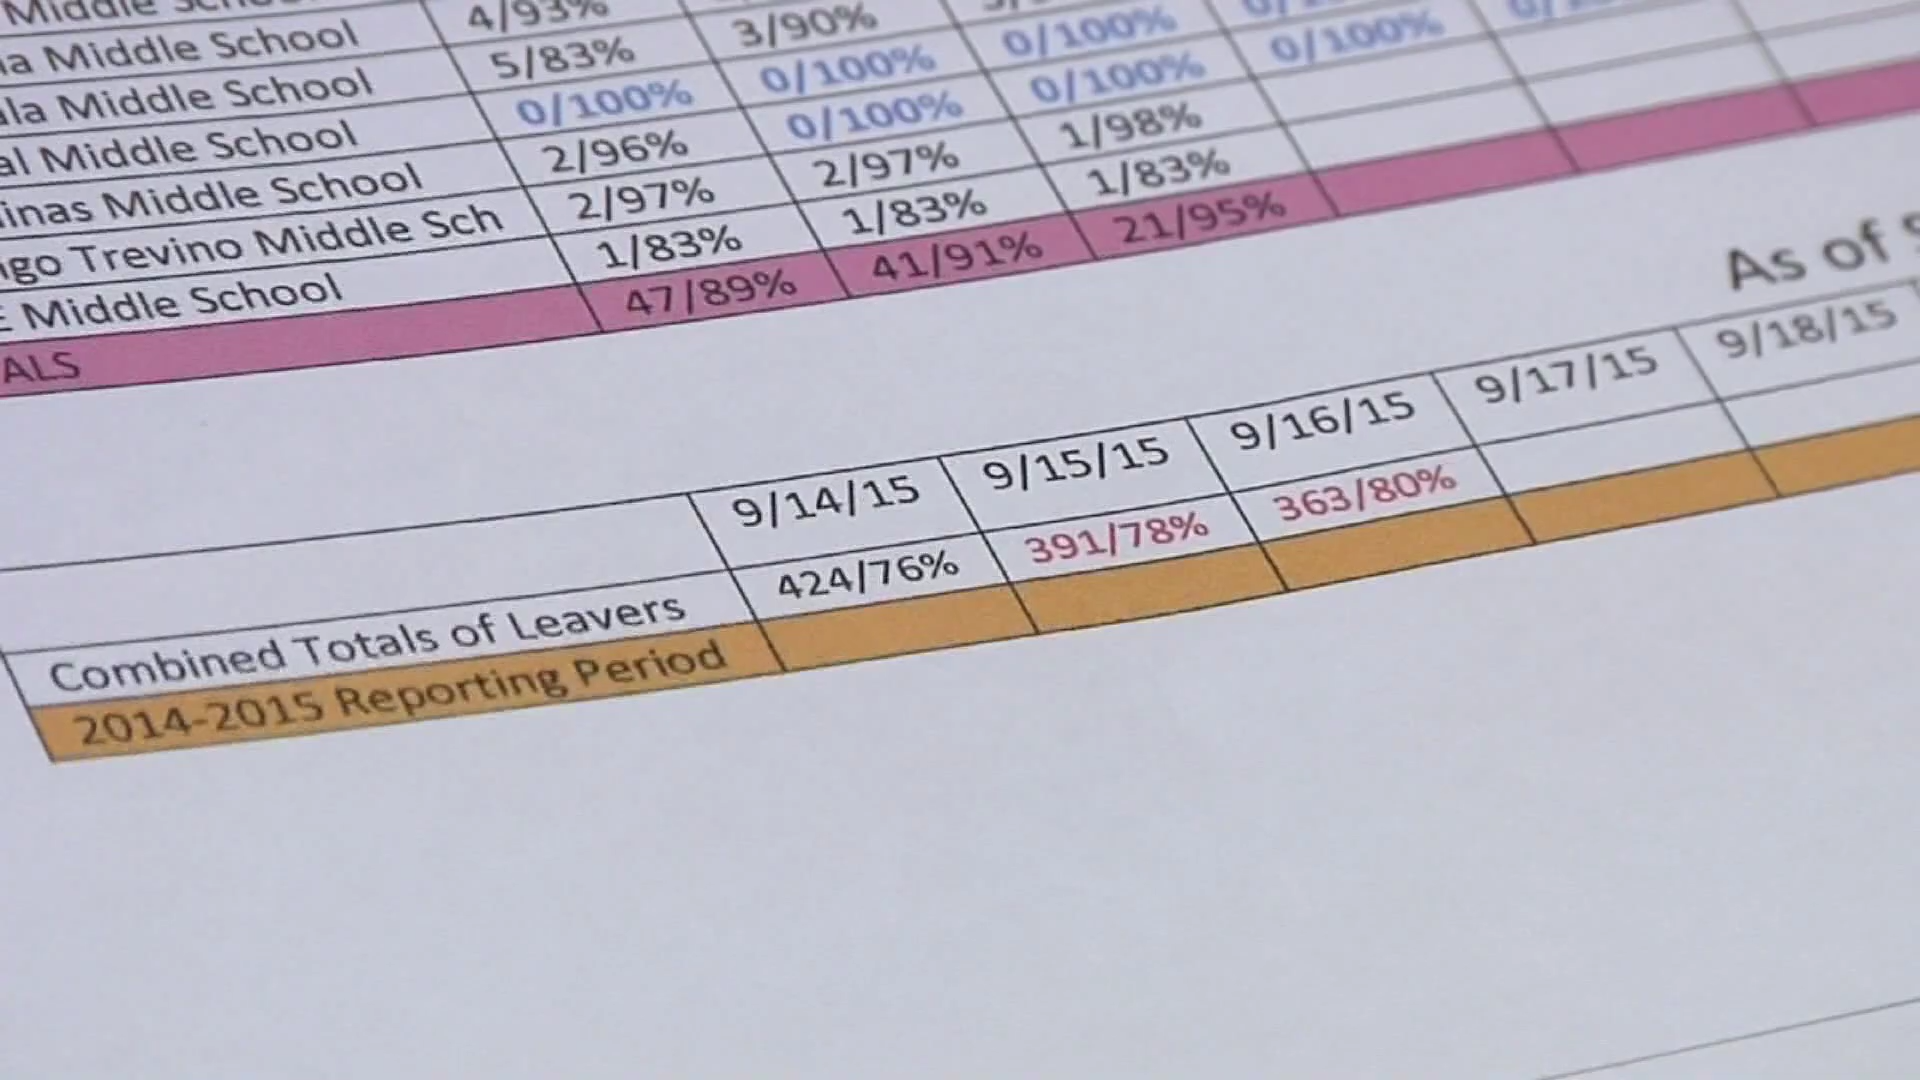 Middle
ia Middle School 4/93%
ala Middle School 5/83% 3/90%
al Middle School 0/100% 0/100% 0/100%
inas Middle School 2/96% 0/100% 0/100% 0/100%
igo Trevino Middle Sch 2/97% 2/97% 1/98%
E Middle School 1/83% 1/83% 1/83%
ALS 47/89% 41/91% 21/95%
As of
9/14/15 9/15/15 9/16/15 9/17/15 9/18/15
Combined Totals of Leavers 424/76% 391/78% 363/80%
2014-2015 Reporting Period